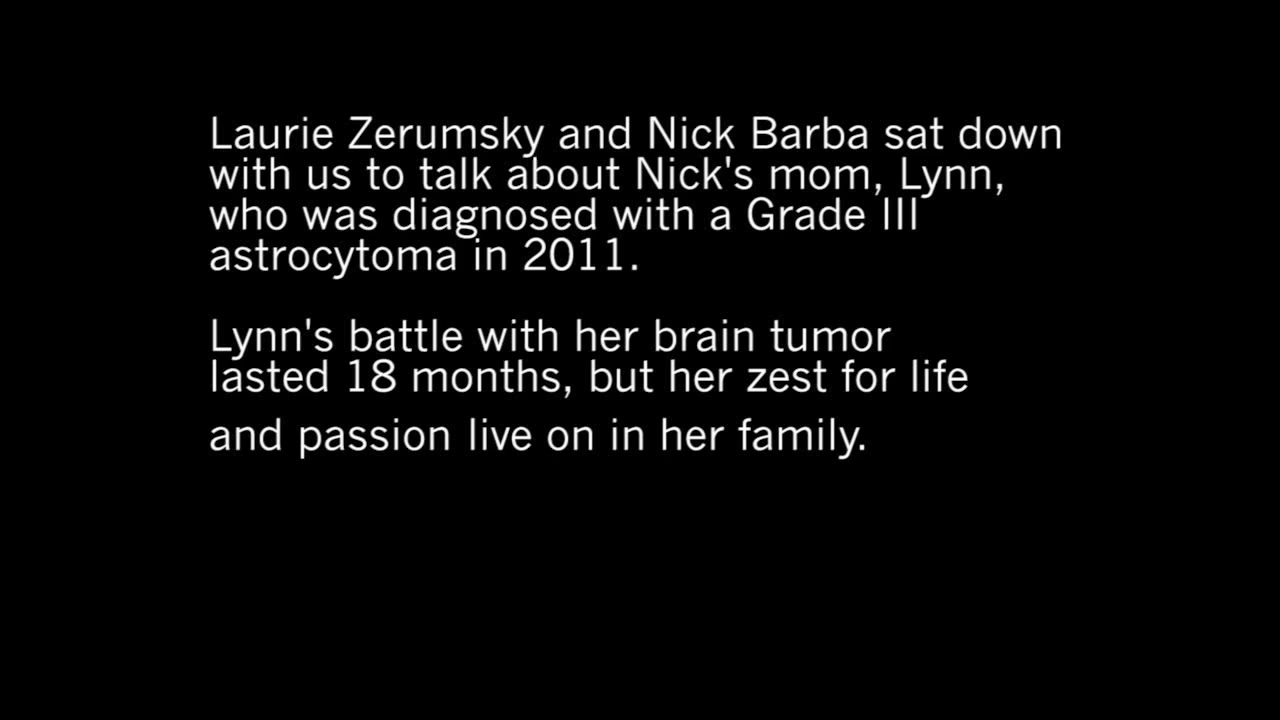 Laurie Zerumsky and Nick Barba sat down
with us to talk about Nick's mom, Lynn,
who was diagnosed with a Grade III
astrocytoma in 2011.
Lynn's battle with her brain tumor
lasted 18 months, but her zest for life
and passion live on in her family.